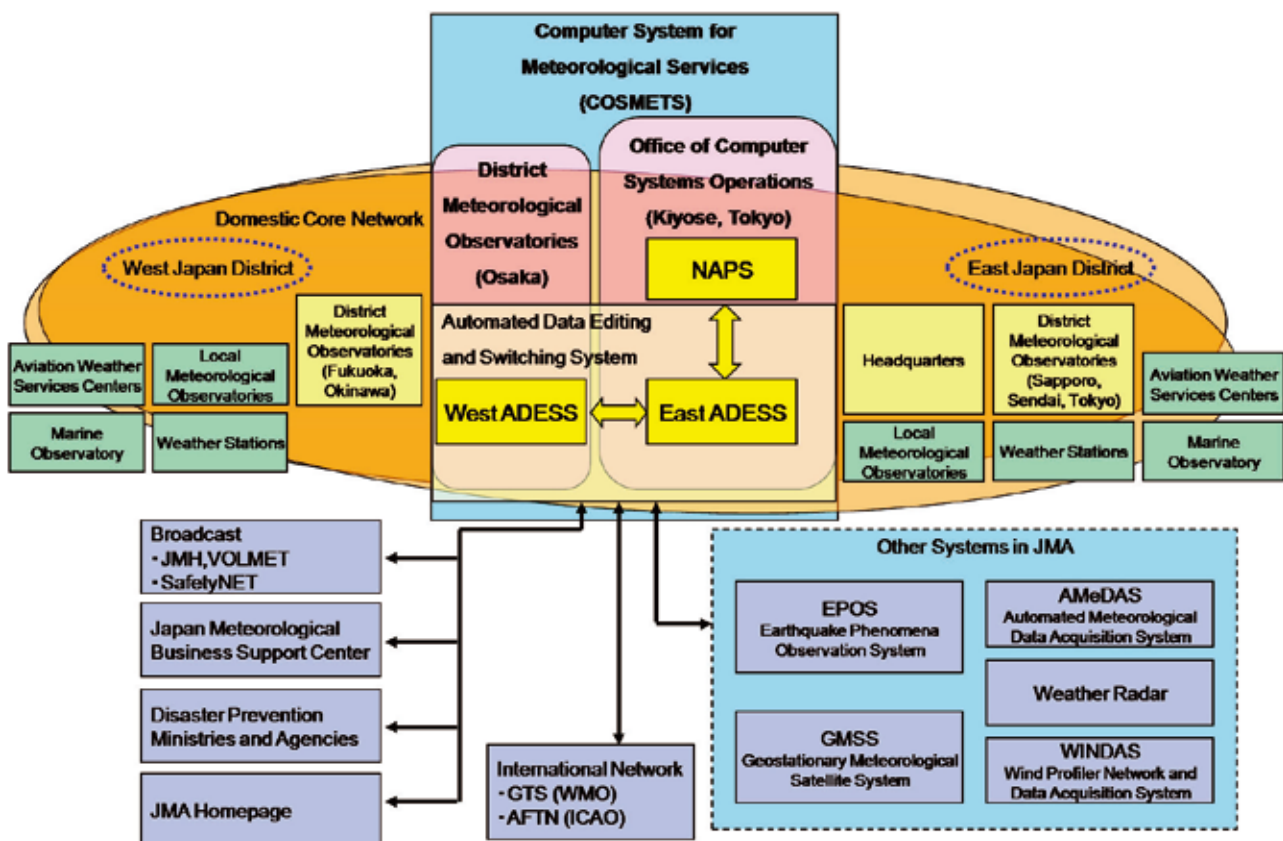 Computer System for
Meteorological Services
(COSMETS)
District
Meteorological
Observatories
(Osaka)
Office of Computer
Systems Operations
(Kiyose, Tokyo)
NAPS
Domestic Core Network
West Japan District
East Japan District
Automated Data Editing
and Switching System
West ADESS
East ADESS
District
Meteorological
Observatories
(Fukuoka,
Okinawa)
Aviation Weather
Services Centers
Local
Meteorological
Observatories
Marine
Observatory
Weather Stations
Headquarters
District
Meteorological
Observatories
(Sapporo,
Sendai, Tokyo)
Aviation Weather
Services Centers
Local
Meteorological
Observatories
Weather Stations
Marine
Observatory
Broadcast
・JMH,VOLMET
・SafetyNET
Japan Meteorological
Business Support Center
Disaster Prevention
Ministries and Agencies
JMA Homepage
International Network
・GTS (WMO)
・AFTN (ICAO)
Other Systems in JMA
EPOS
Earthquake Phenomena
Observation System
GMSS
Geostationary Meteorological
Satellite System
AMeDAS
Automated Meteorological
Data Acquisition System
Weather Radar
WINDAS
Wind Profiler Network and
Data Acquisition System